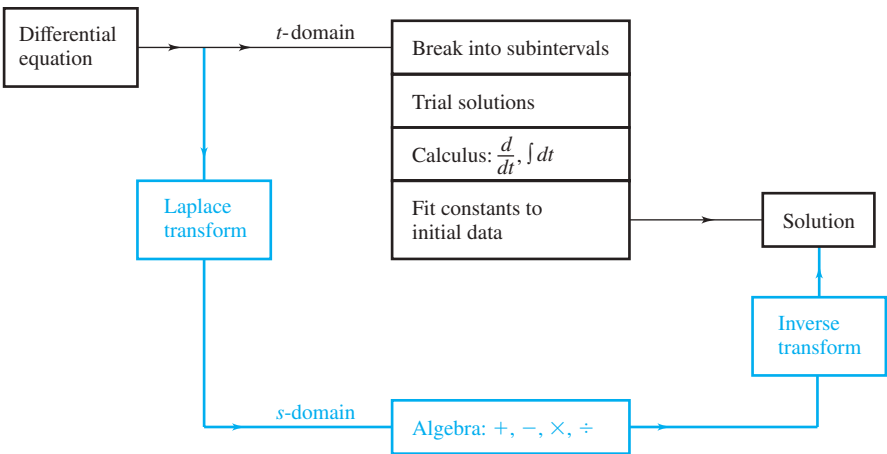 Differential
equation
t-domain
Break into subintervals
Trial solutions
Calculus: d/dt, ∫ dt
Fit constants to
initial data
Solution
Laplace
transform
Inverse
transform
s-domain
Algebra: +, −, ×, ÷